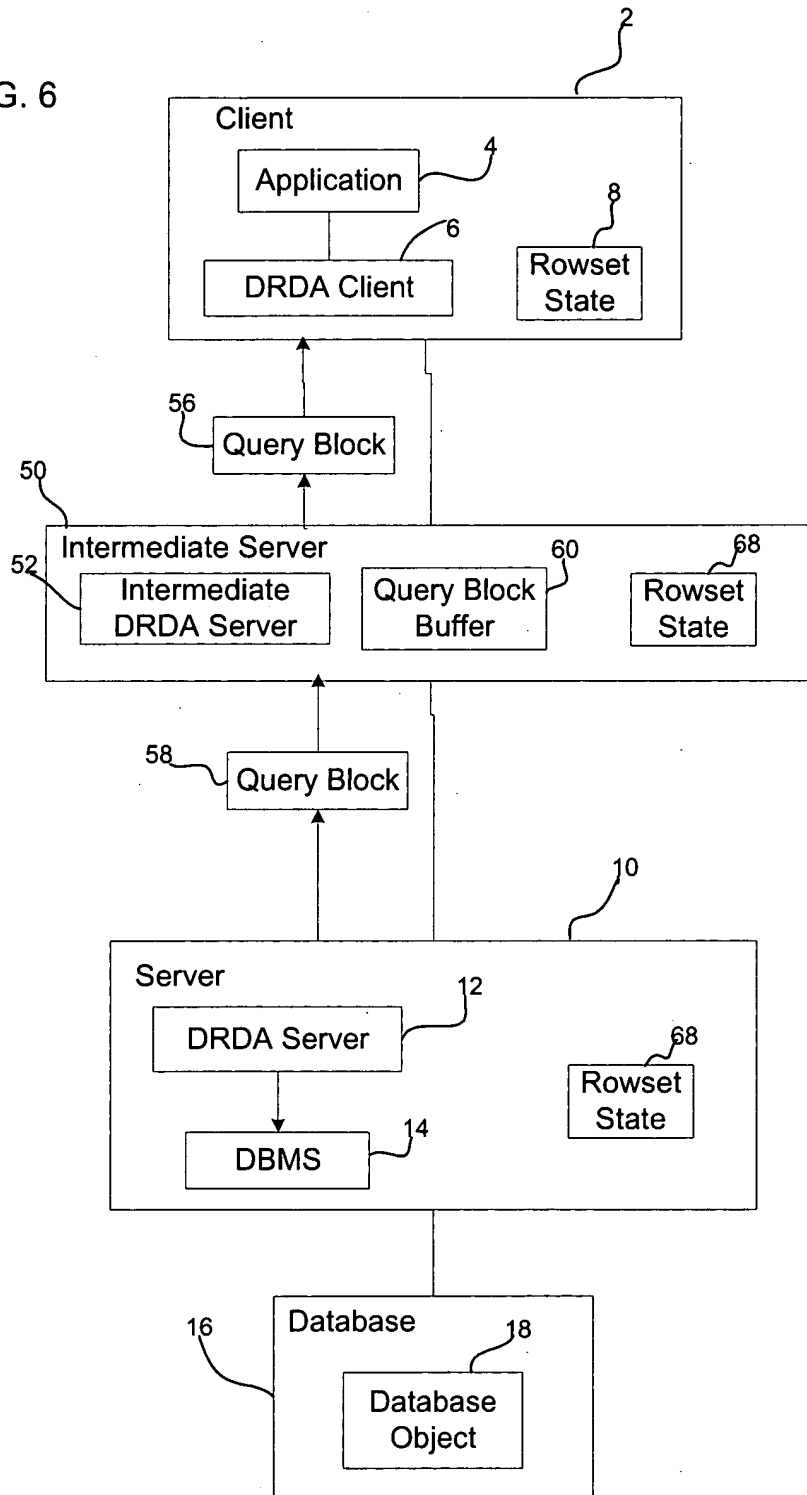 2
G. 6
Client
Application
4
8
6
DRDA Client
Rowset
State
56
Query Block
50
Intermediate Server
52
Intermediate
DRDA Server
60
Query Block
Buffer
68
Rowset
State
58
Query Block
10
Server
12
DRDA Server
68
Rowset
State
DBMS
14
Database
16
18
Database
Object